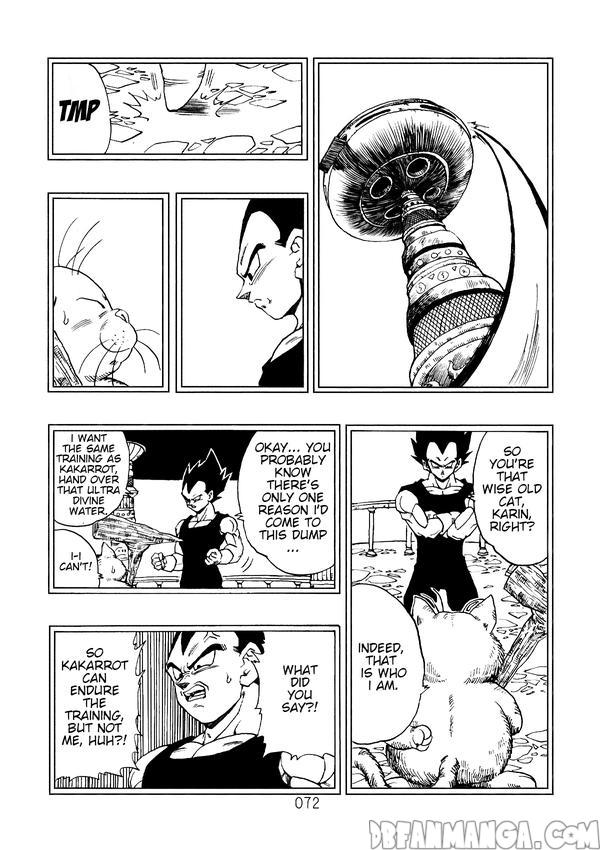 TMP
SO
YOU'RE
THAT
WISE OLD
CAT,
KARIN,
RIGHT?
INDEED,
THAT
IS WHO
I AM.
OKAY... YOU
PROBABLY
KNOW
THERE'S
ONLY ONE
REASON I'D
COME TO
THIS DUMP
...
I WANT
THE SAME
TRAINING AS
KAKARROT,
HAND OVER
THAT ULTRA
DIVINE
WATER.
I-I
CAN'T!
WHAT
DID
YOU
SAY?!
SO
KAKARROT
CAN
ENDURE
THE
TRAINING,
BUT NOT
ME, HUH?!
072
DBFANMANGA.COM